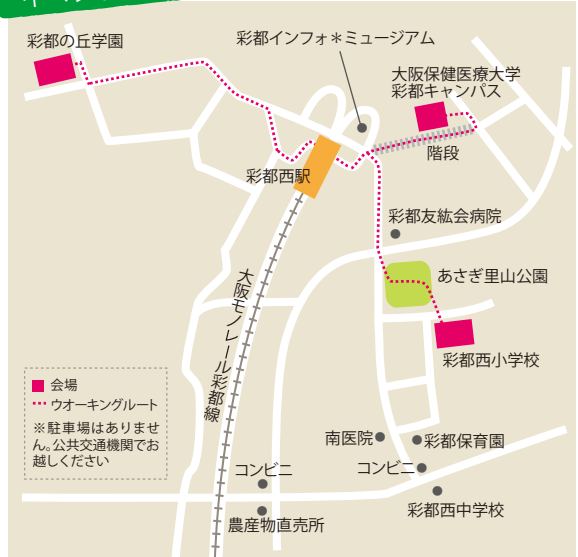 彩都の丘学園
彩都インフォ＊ミュージアム
大阪保健医療大学
彩都キャンパス
階段
彩都西駅
彩都友紘会病院
あさぎ里山公園
大阪モノレール彩都線
彩都西小学校
会場
ウオーキングルート
※駐車場はありませ
ん。公共交通機関でお
越しください
南医院
彩都保育園
コンビニ
コンビニ
彩都西中学校
農産物直売所